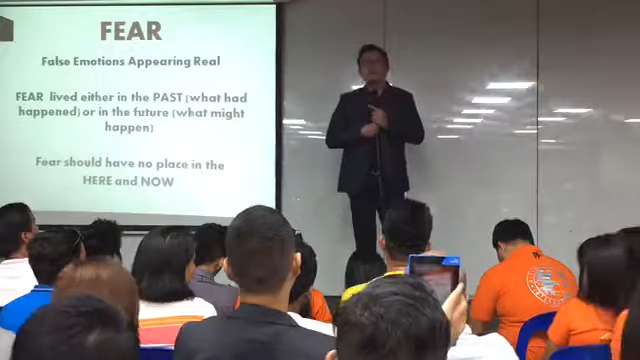 FEAR
False Emotions Appearing Real
FEAR lived either in the PAST (what had
happened) or in the future (what might
happen)
Fear should have no place in the
HERE and NOW